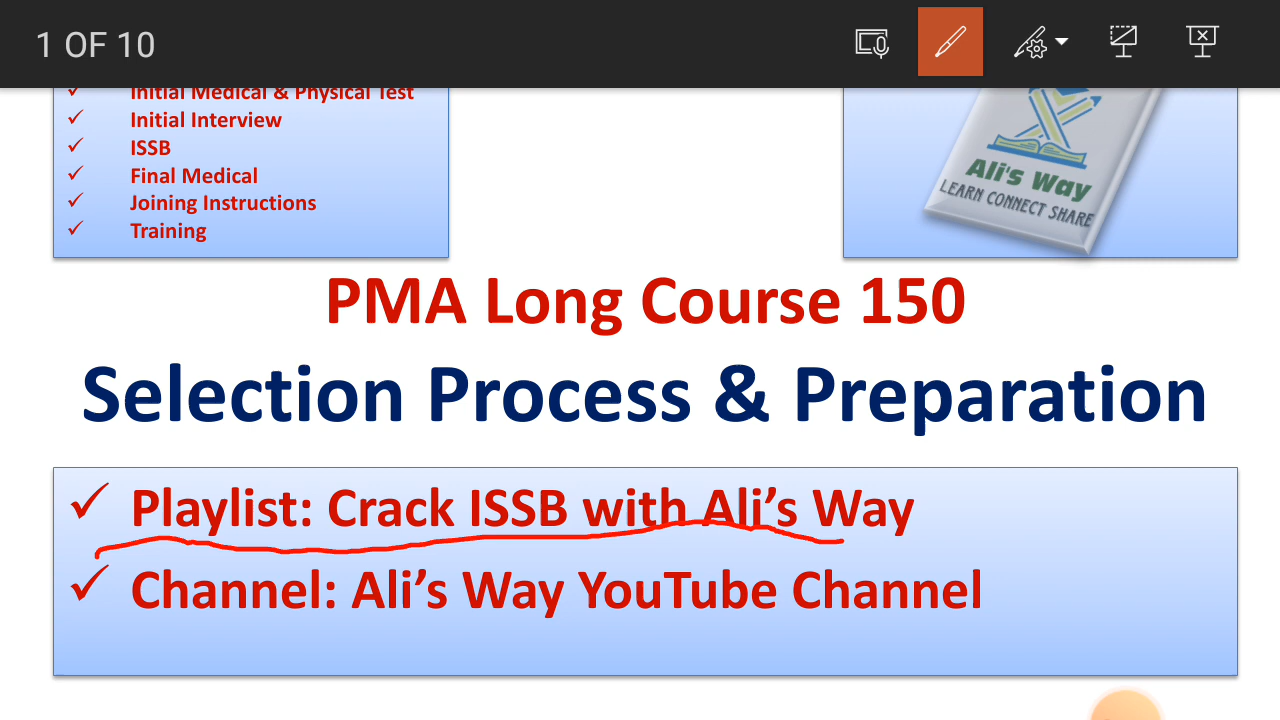 1 OF 10
✓ Initial Medical & Physical Test
✓ Initial Interview
✓ ISSB
✓ Final Medical
✓ Joining Instructions
✓ Training
Ali's Way
LEARN CONNECT SHARE
PMA Long Course 150
Selection Process & Preparation
✓ Playlist: Crack ISSB with Ali’s Way
✓ Channel: Ali’s Way YouTube Channel